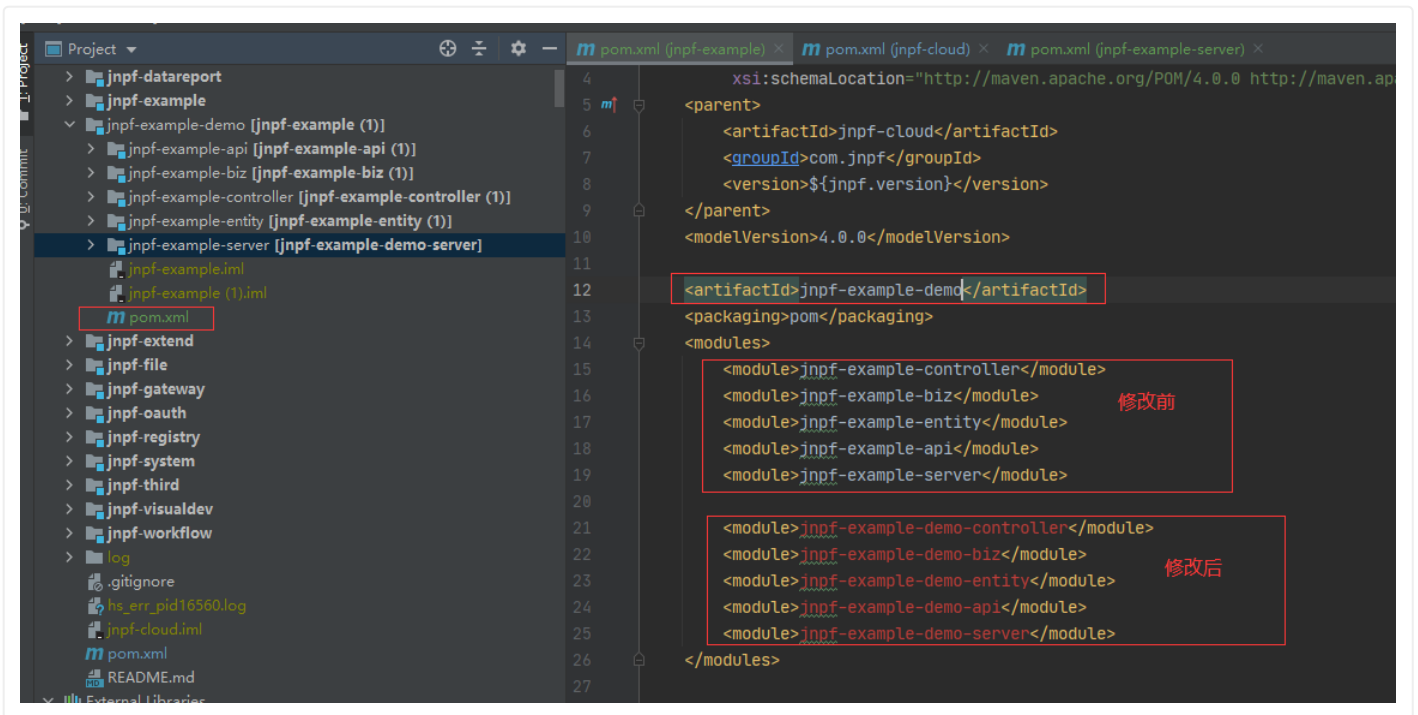 Project
pom.xml (jnpf-example)
pom.xml (jnpf-cloud)
pom.xml (jnpf-example-server)
1: Project
Commit
jnpf-datareport
jnpf-example
jnpf-example-demo [jnpf-example (1)]
jnpf-example-api [jnpf-example-api (1)]
jnpf-example-biz [jnpf-example-biz (1)]
jnpf-example-controller [jnpf-example-controller (1)]
jnpf-example-entity [jnpf-example-entity (1)]
jnpf-example-server [jnpf-example-demo-server]
jnpf-example.iml
jnpf-example (1).iml
pom.xml
jnpf-extend
jnpf-file
jnpf-gateway
jnpf-oauth
jnpf-registry
jnpf-system
jnpf-third
jnpf-visualdev
jnpf-workflow
log
.gitignore
hs_err_pid16560.log
jnpf-cloud.iml
pom.xml
README.md
External Libraries
4 xsi:schemaLocation="http://maven.apache.org/POM/4.0.0 http://maven.apa
5 <parent>
6 <artifactId>jnpf-cloud</artifactId>
7 <groupId>com.jnpf</groupId>
8 <version>${jnpf.version}</version>
9 </parent>
10 <modelVersion>4.0.0</modelVersion>
11
12 <artifactId>jnpf-example-demo</artifactId>
13 <packaging>pom</packaging>
14 <modules>
15 <module>jnpf-example-controller</module>
16 <module>jnpf-example-biz</module>
修改前
17 <module>jnpf-example-entity</module>
18 <module>jnpf-example-api</module>
19 <module>jnpf-example-server</module>
20
21 <module>jnpf-example-demo-controller</module>
22 <module>jnpf-example-demo-biz</module>
修改后
23 <module>jnpf-example-demo-entity</module>
24 <module>jnpf-example-demo-api</module>
25 <module>jnpf-example-demo-server</module>
26 </modules>
27